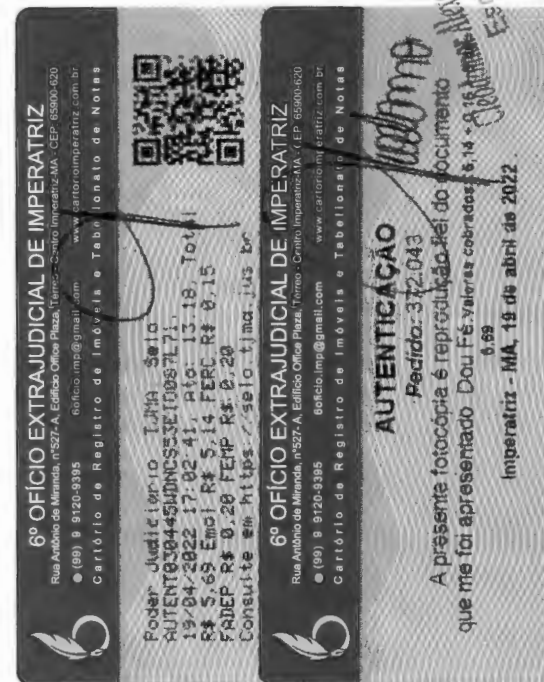 6º OFÍCIO EXTRAJUDICIAL DE IMPERATRIZ
Rua Antônio de Miranda, nº527- A, Edifício Office Plaza, Térreo - Centro Imperatriz-MA - CEP: 65900-620
(99) 9 9120-9395 6oficio.imp@gmail.com www.cartorioimperatriz.com.br
Cartório de Registro de Imóveis e Tabelionato de Notas
Poder Judiciário TJMA Selo
19/04/2022 17:02:41, Ato: 13.18, Total
R$ 5,69 Emol R$ 5,14 FERC R$ 0,15
FADEP R$ 0,20 FEMP R$ 0,20
Consulte em https://selo.tjma.jus.br
6º OFÍCIO EXTRAJUDICIAL DE IMPERATRIZ
Rua Antônio de Miranda, nº527- A, Edifício Office Plaza, Térreo - Centro Imperatriz-MA - CEP: 65900-620
(99) 9 9120-9395 6oficio.imp@gmail.com www.cartorioimperatriz.com.br
Cartório de Registro de Imóveis e Tabelionato de Notas
AUTENTICAÇÃO
Pedido: 372.043
A presente fotocópia é reprodução fiel do documento
que me foi apresentado Dou Fé. Valores cobrados: 5,14 +
5,69
Imperatriz - MA, 19 de abril de 2022